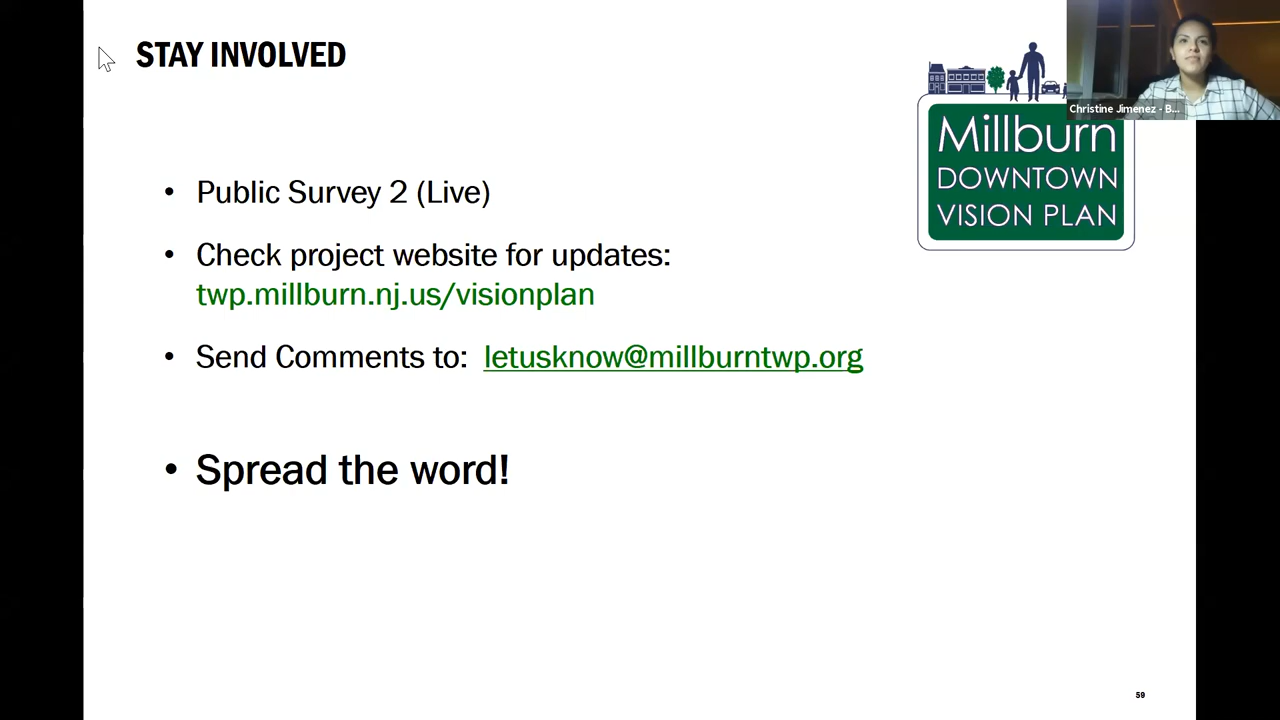 STAY INVOLVED
Christine Jimenez - B...
Millburn
DOWNTOWN
VISION PLAN
• Public Survey 2 (Live)
• Check project website for updates:
twp.millburn.nj.us/visionplan
• Send Comments to: letusknow@millburntwp.org
• Spread the word!
59